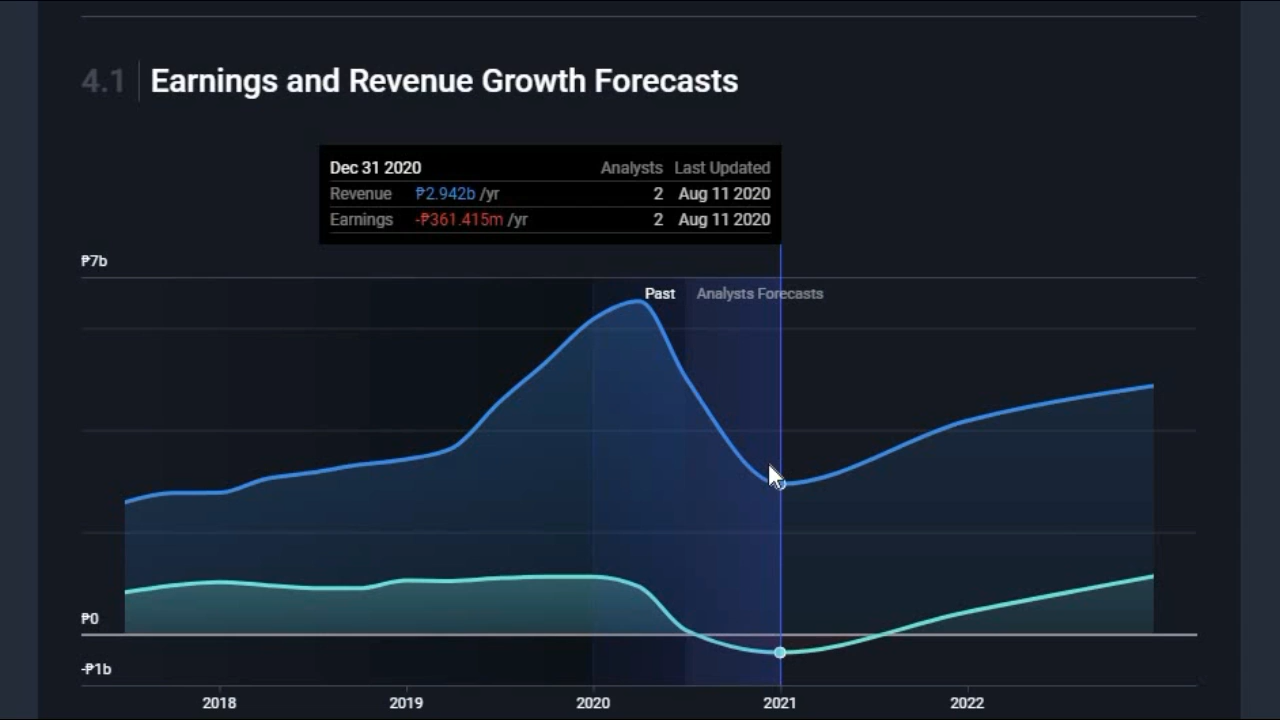 4.1 Earnings and Revenue Growth Forecasts
Dec 31 2020 Analysts Last Updated
Revenue ₱2.942b /yr 2 Aug 11 2020
Earnings -₱361.415m /yr 2 Aug 11 2020
₱7b
Past Analysts Forecasts
₱0
-₱1b
2018 2019 2020 2021 2022